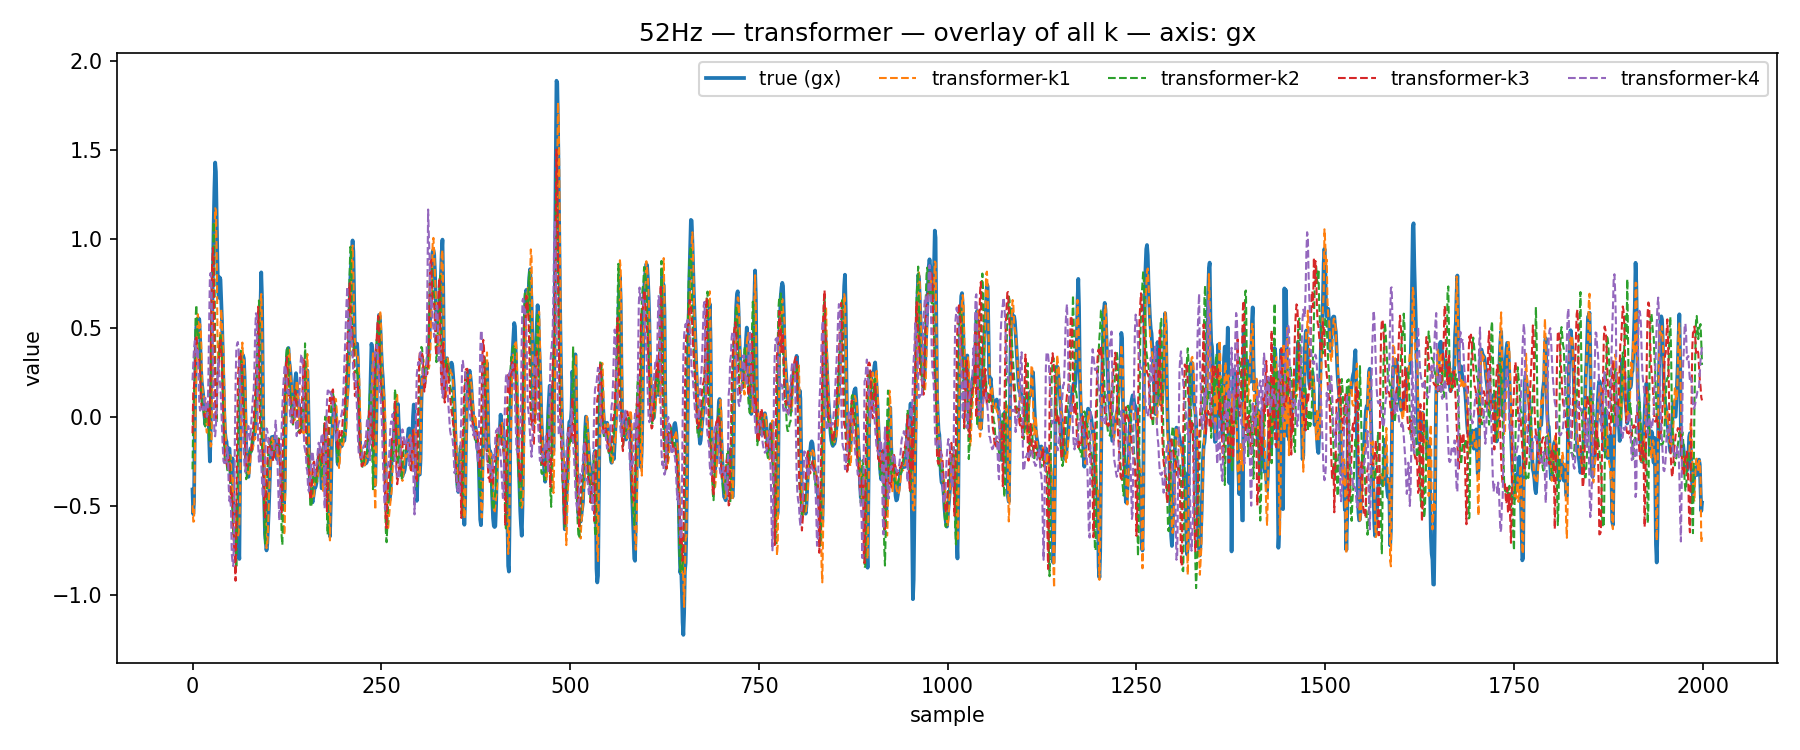 52Hz — transformer — overlay of all k — axis: gx
true (gx) transformer-k1 transformer-k2 transformer-k3 transformer-k4
2.0
1.5
1.0
0.5
0.0
−0.5
−1.0
value
0 250 500 750 1000 1250 1500 1750 2000
sample